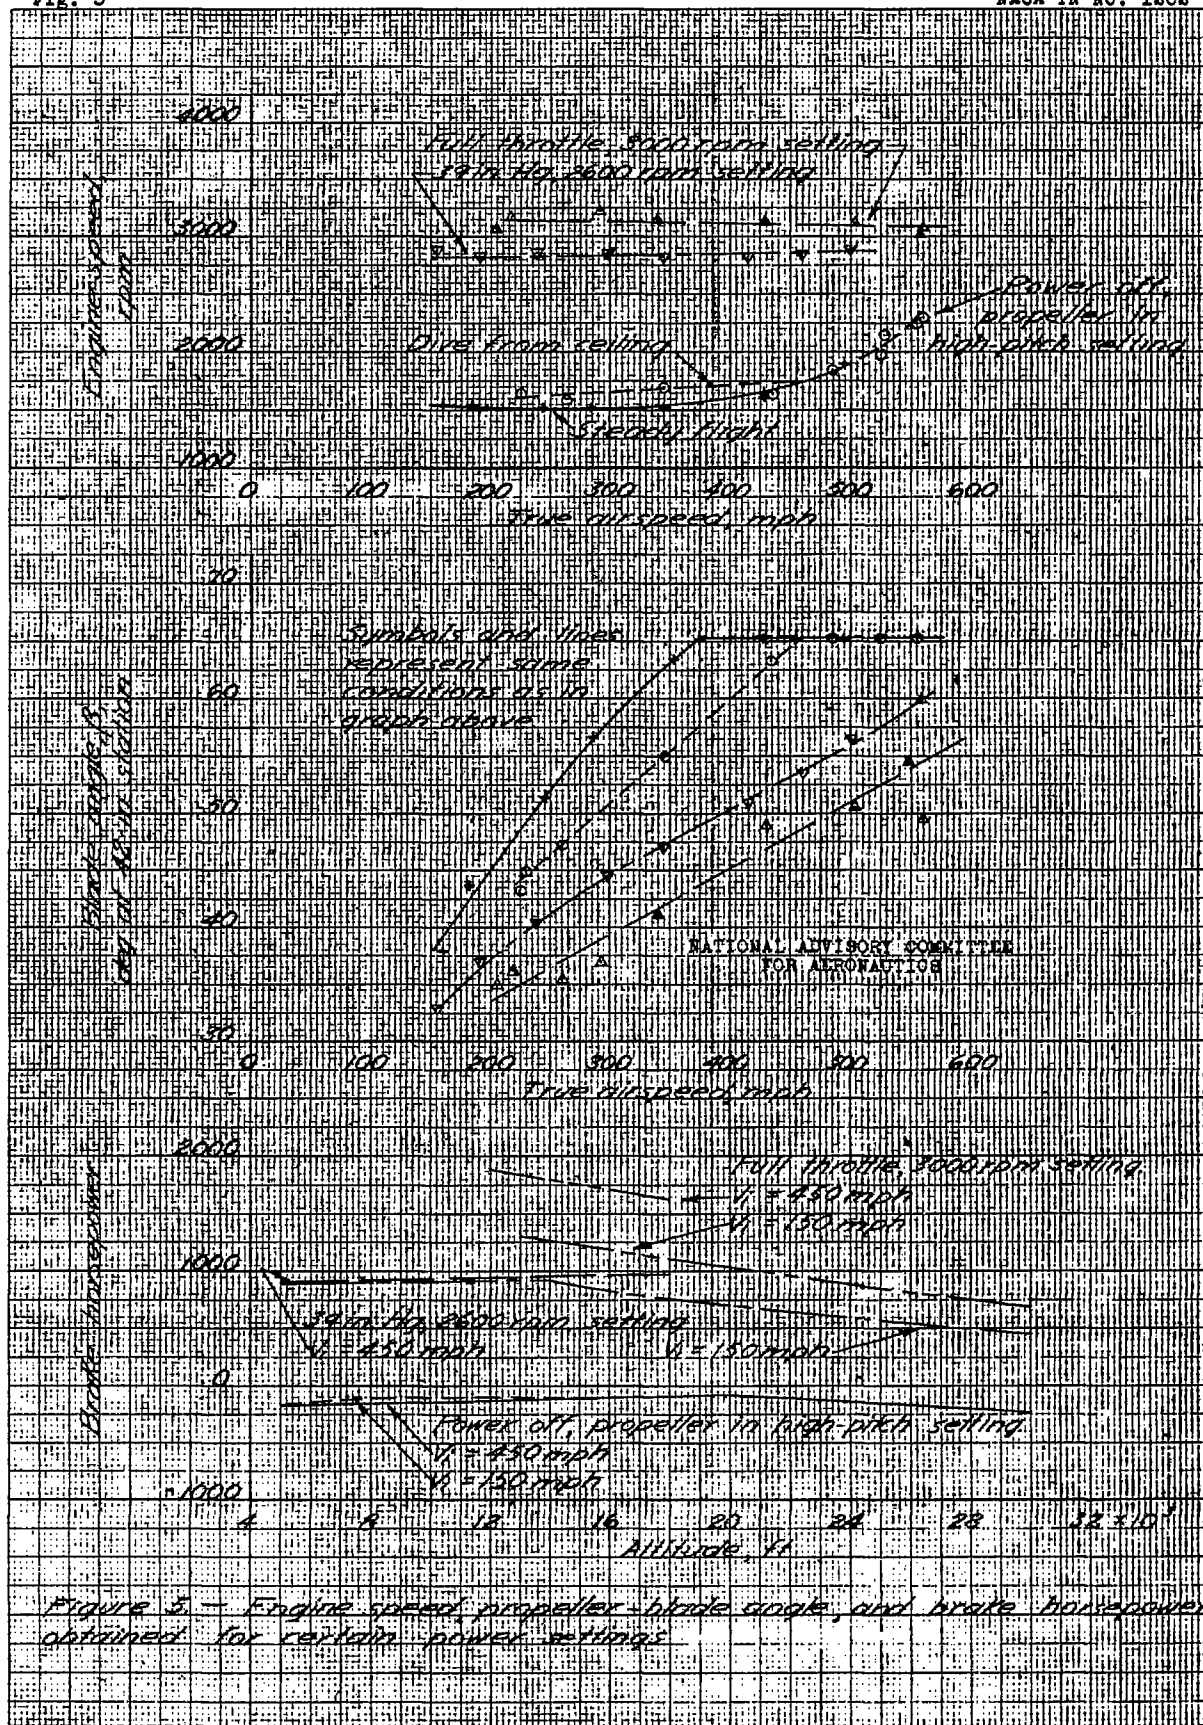 Fig. 5
NACA TN No. 1202
4000
Full throttle, 3000 rpm setting
39 in Hg, 2600 rpm setting
3000
Engine speed,
rpm
Power off,
propeller in
high-pitch setting
2000
Dive from ceiling
Steady flight
1000
0 100 200 300 400 500 600
True airspeed, mph
70
Symbols and lines
represent same
conditions as in
graph above
60
Blade angle, β,
deg at 42-in station
50
40
NATIONAL ADVISORY COMMITTEE
FOR AERONAUTICS
30
0 100 200 300 400 500 600
True airspeed, mph
2000
Full throttle, 3000 rpm setting
Vi = 450 mph
Vi = 150 mph
1000
Brake horsepower
39 in Hg, 2600 rpm setting
Vi = 450 mph Vi = 150 mph
0
Power off, propeller in high-pitch setting
Vi = 450 mph
Vi = 150 mph
-1000
4 8 12 16 20 24 28 32 × 10³
Altitude, ft
Figure 5. — Engine speed, propeller-blade angle, and brake horsepower
obtained for certain power settings